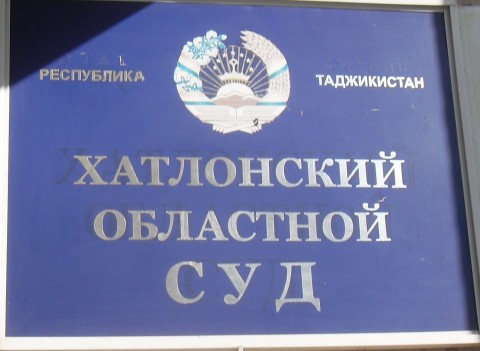 РЕСПУБЛИКА ТАДЖИКИСТАН
ХАТЛОНСКИЙ
ОБЛАСТНОЙ
СУД